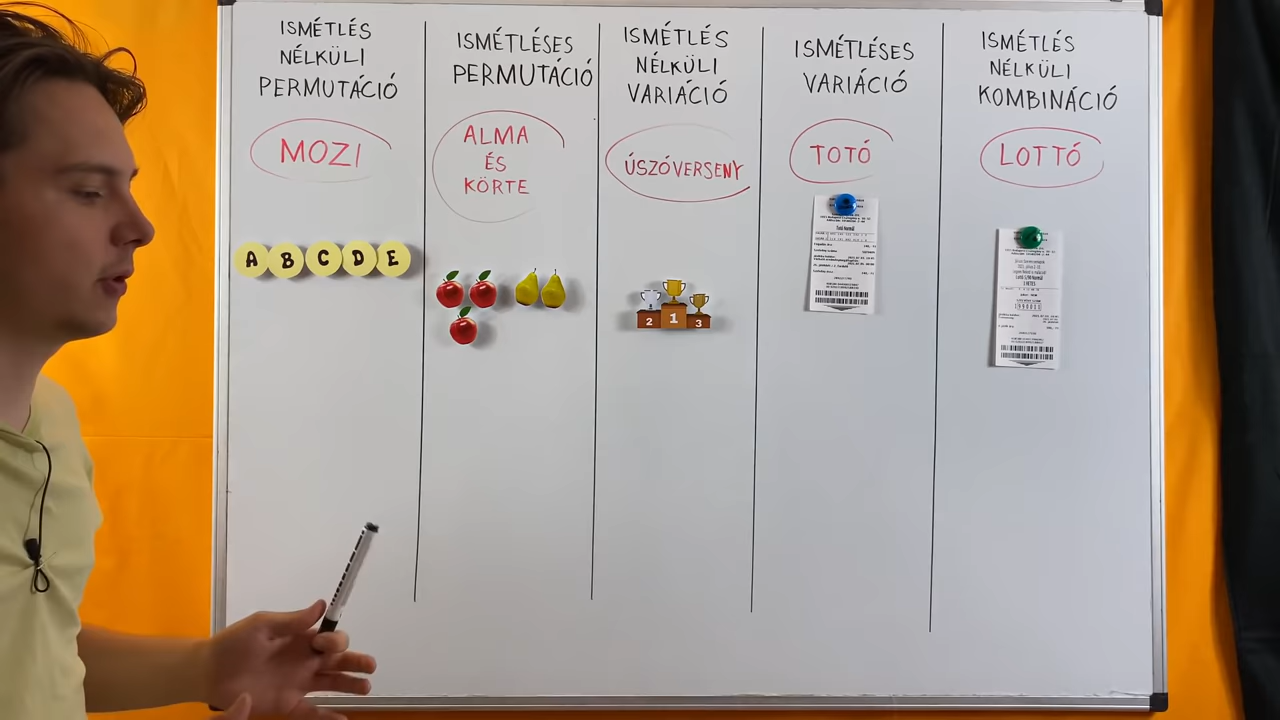 ISMÉTLÉS
NÉLKÜLI
PERMUTÁCIÓ
MOZI
A B C D E
ISMÉTLÉSES
PERMUTÁCIÓ
ALMA
ÉS
KÖRTE
ISMÉTLÉS
NÉLKÜLI
VARIÁCIÓ
ÚSZÓVERSENY
2 1 3
ISMÉTLÉSES
VARIÁCIÓ
TOTÓ
ISMÉTLÉS
NÉLKÜLI
KOMBINÁCIÓ
LOTTÓ